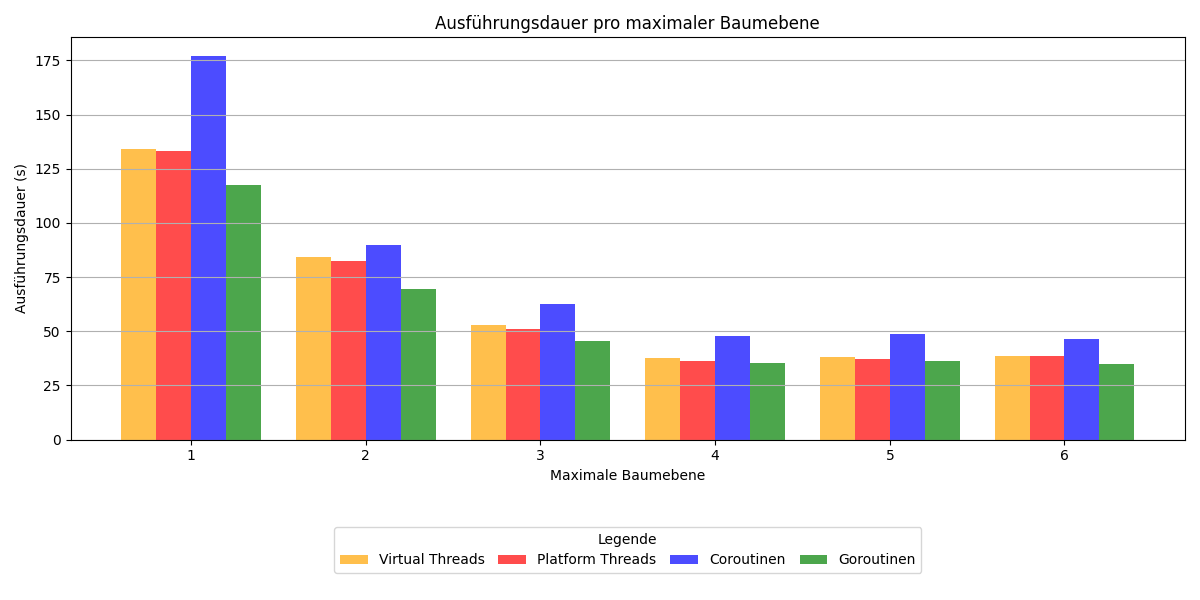 Ausführungsdauer pro maximaler Baumebene
Ausführungsdauer (s)
175
150
125
100
75
50
25
0
1 2 3 4 5 6
Maximale Baumebene
Legende
Virtual Threads Platform Threads Coroutinen Goroutinen